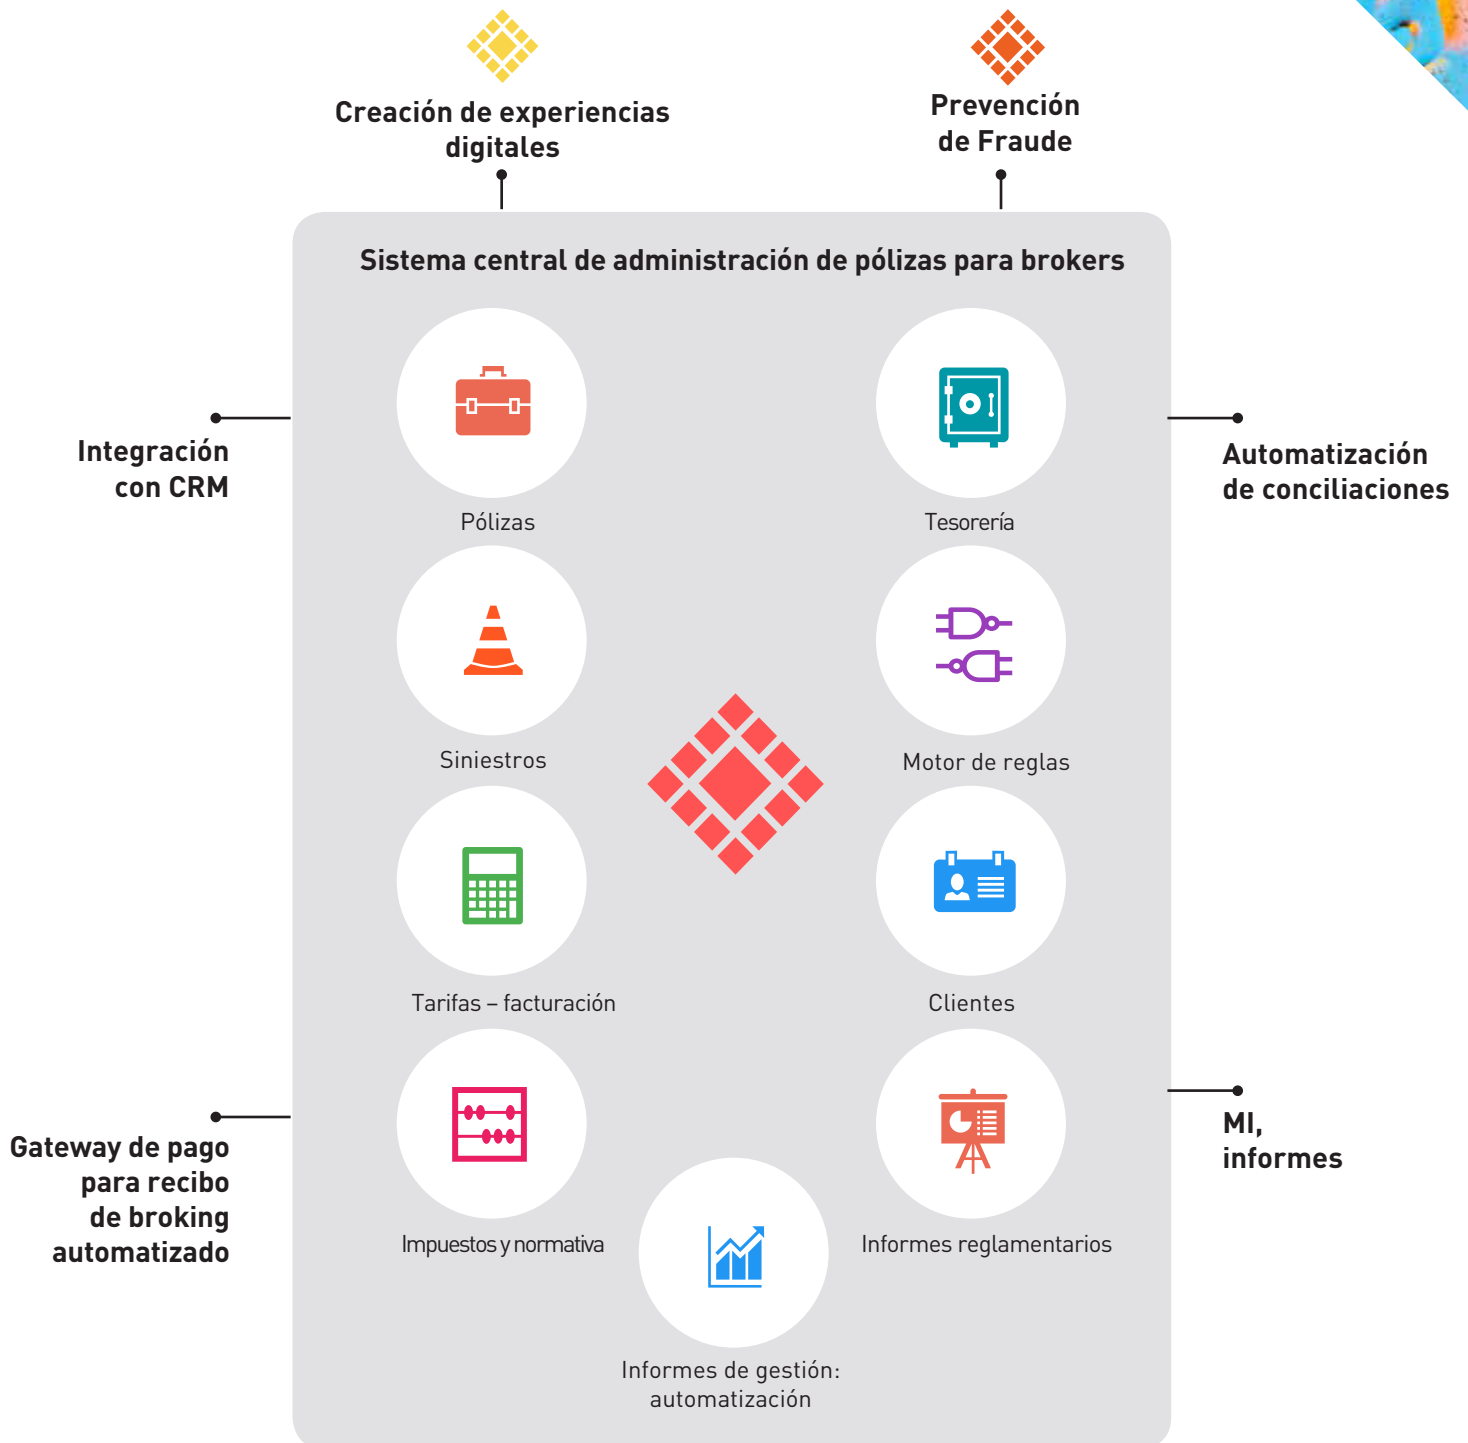 Creación de experiencias
digitales
Prevención
de Fraude
Sistema central de administración de pólizas para brokers
Integración
con CRM
Automatización
de conciliaciones
Pólizas
Tesorería
Siniestros
Motor de reglas
Tarifas – facturación
Clientes
Gateway de pago
para recibo
de broking
automatizado
MI,
informes
Impuestos y normativa
Informes reglamentarios
Informes de gestión:
automatización